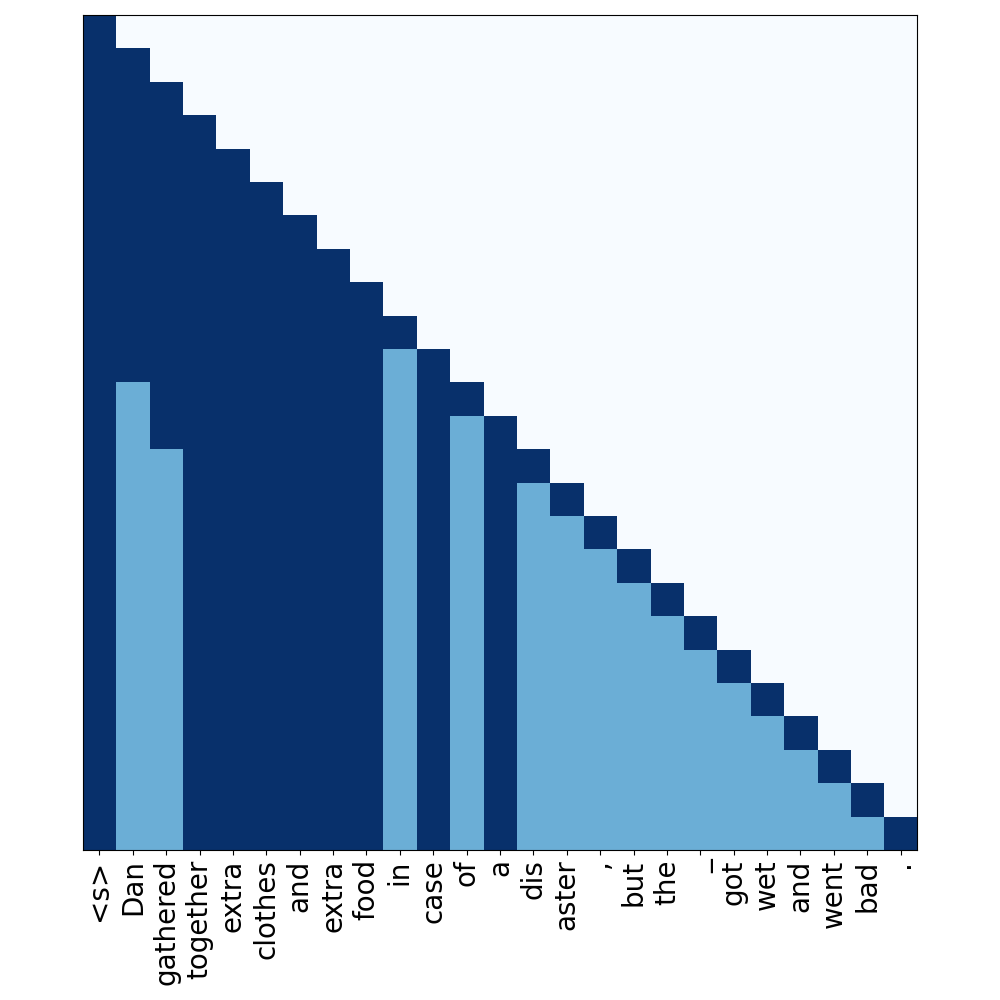 <s> Dan gathered together extra clothes and extra food in case of a dis aster , but the _ got wet and went bad .